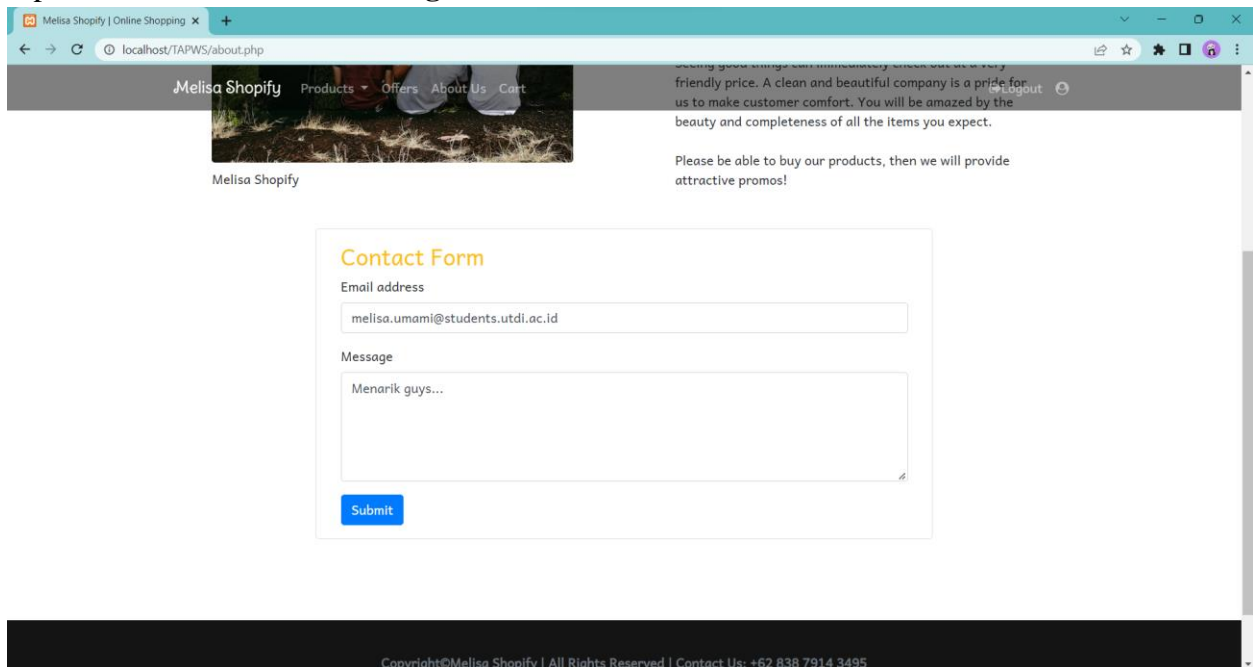 Melisa Shopify | Online Shopping
localhost/TAPWS/about.php
Melisa Shopify Products Offers About Us Cart Logout
friendly price. A clean and beautiful company is a pride for
us to make customer comfort. You will be amazed by the
beauty and completeness of all the items you expect.
Please be able to buy our products, then we will provide
attractive promos!
Melisa Shopify
Contact Form
Email address
melisa.umami@students.utdi.ac.id
Message
Menarik guys...
Submit
Copyright©Melisa Shopify | All Rights Reserved | Contact Us: +62 838 7914 3495